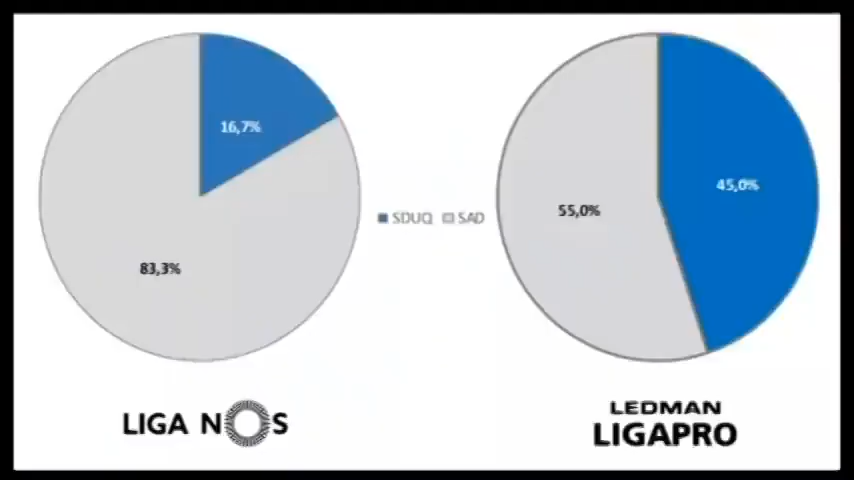 16,7%
83,3%
SDUQ SAD
45,0%
55,0%
LIGA NOS
LEDMAN
LIGAPRO